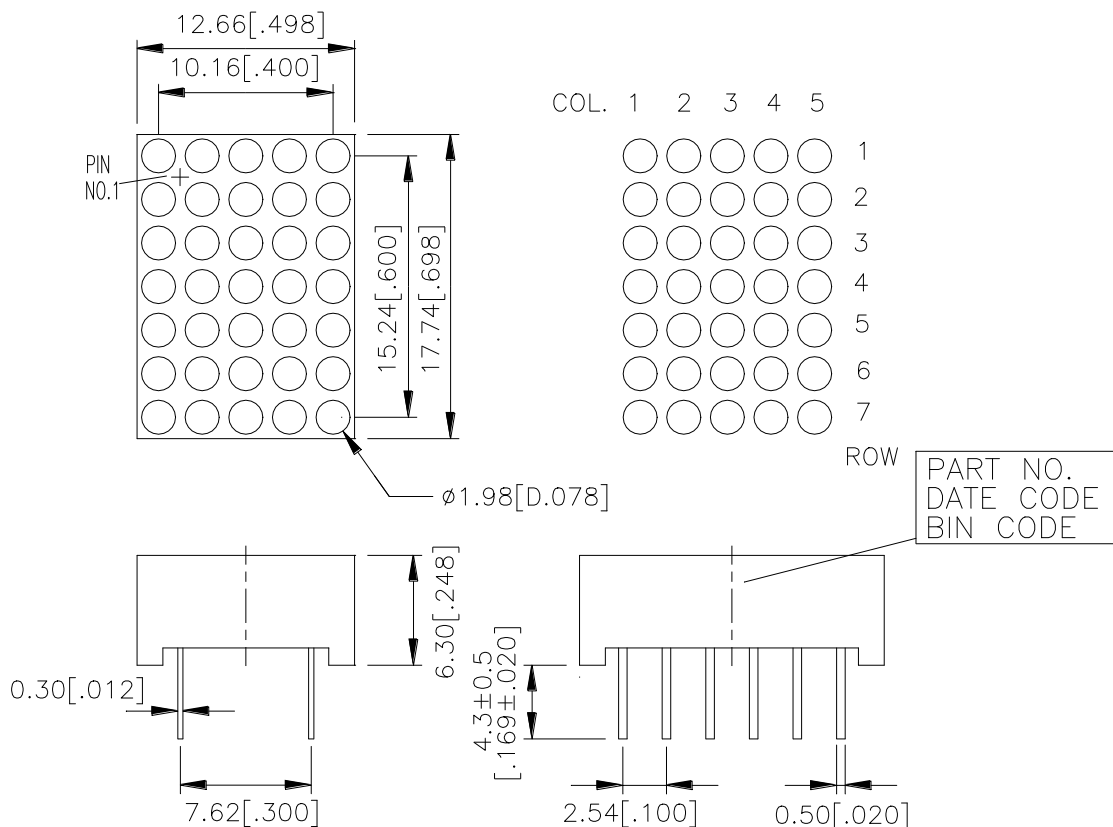 12.66[.498]
10.16[.400]
PIN
NO.1
15.24[.600]
17.74[.698]
ø1.98[D.078]
COL. 1 2 3 4 5
1
2
3
4
5
6
7
ROW
PART NO.
DATE CODE
BIN CODE
6.30[.248]
0.30[.012]
7.62[.300]
4.3±0.5
[.169±.020]
2.54[.100]
0.50[.020]